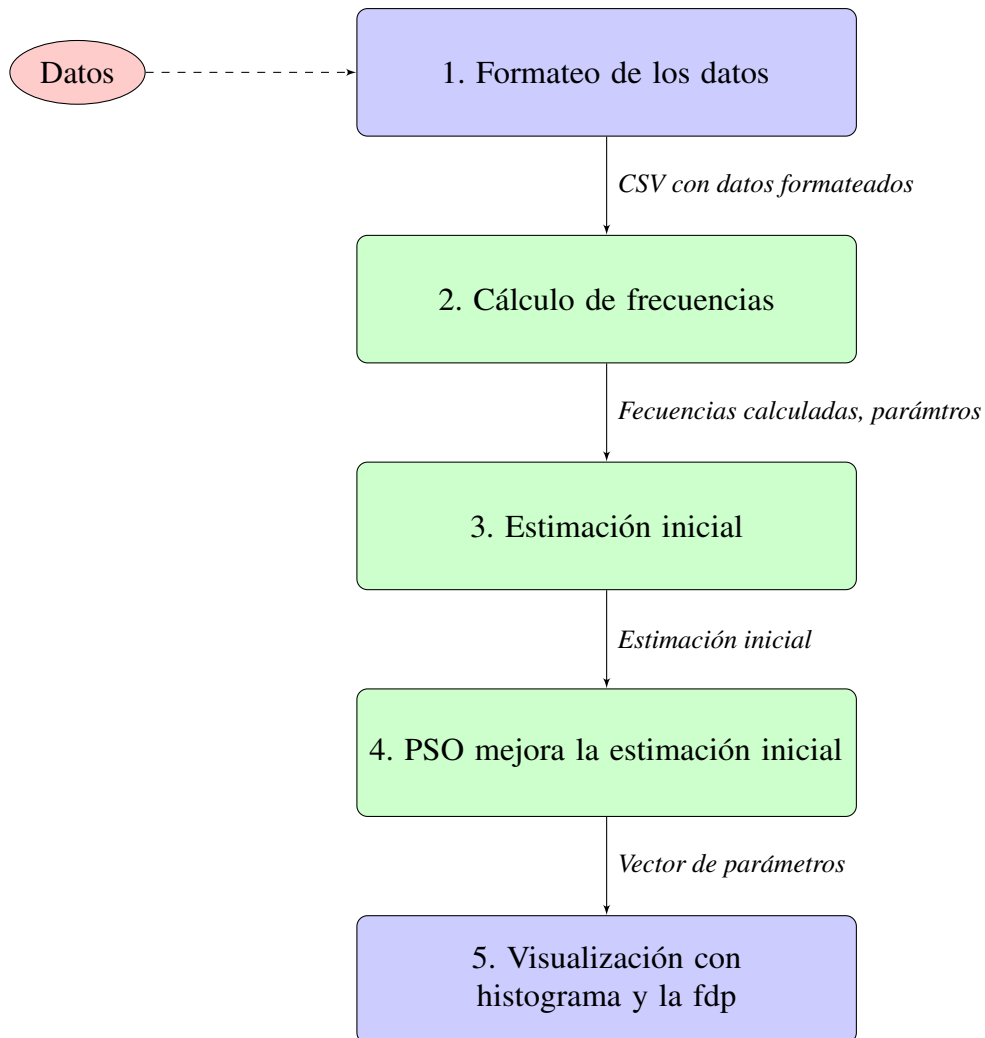 Datos
1. Formateo de los datos
CSV con datos formateados
2. Cálculo de frecuencias
Fecuencias calculadas, parámtros
3. Estimación inicial
Estimación inicial
4. PSO mejora la estimación inicial
Vector de parámetros
5. Visualización con
histograma y la fdp